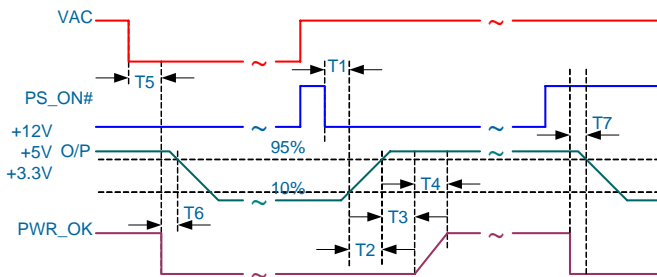 VAC
T5
T1
PS_ON#
T7
+12V
+5V O/P
95%
+3.3V
10%
T4
T6
T3
PWR_OK
T2
~
~
~
~
~
~
~
~